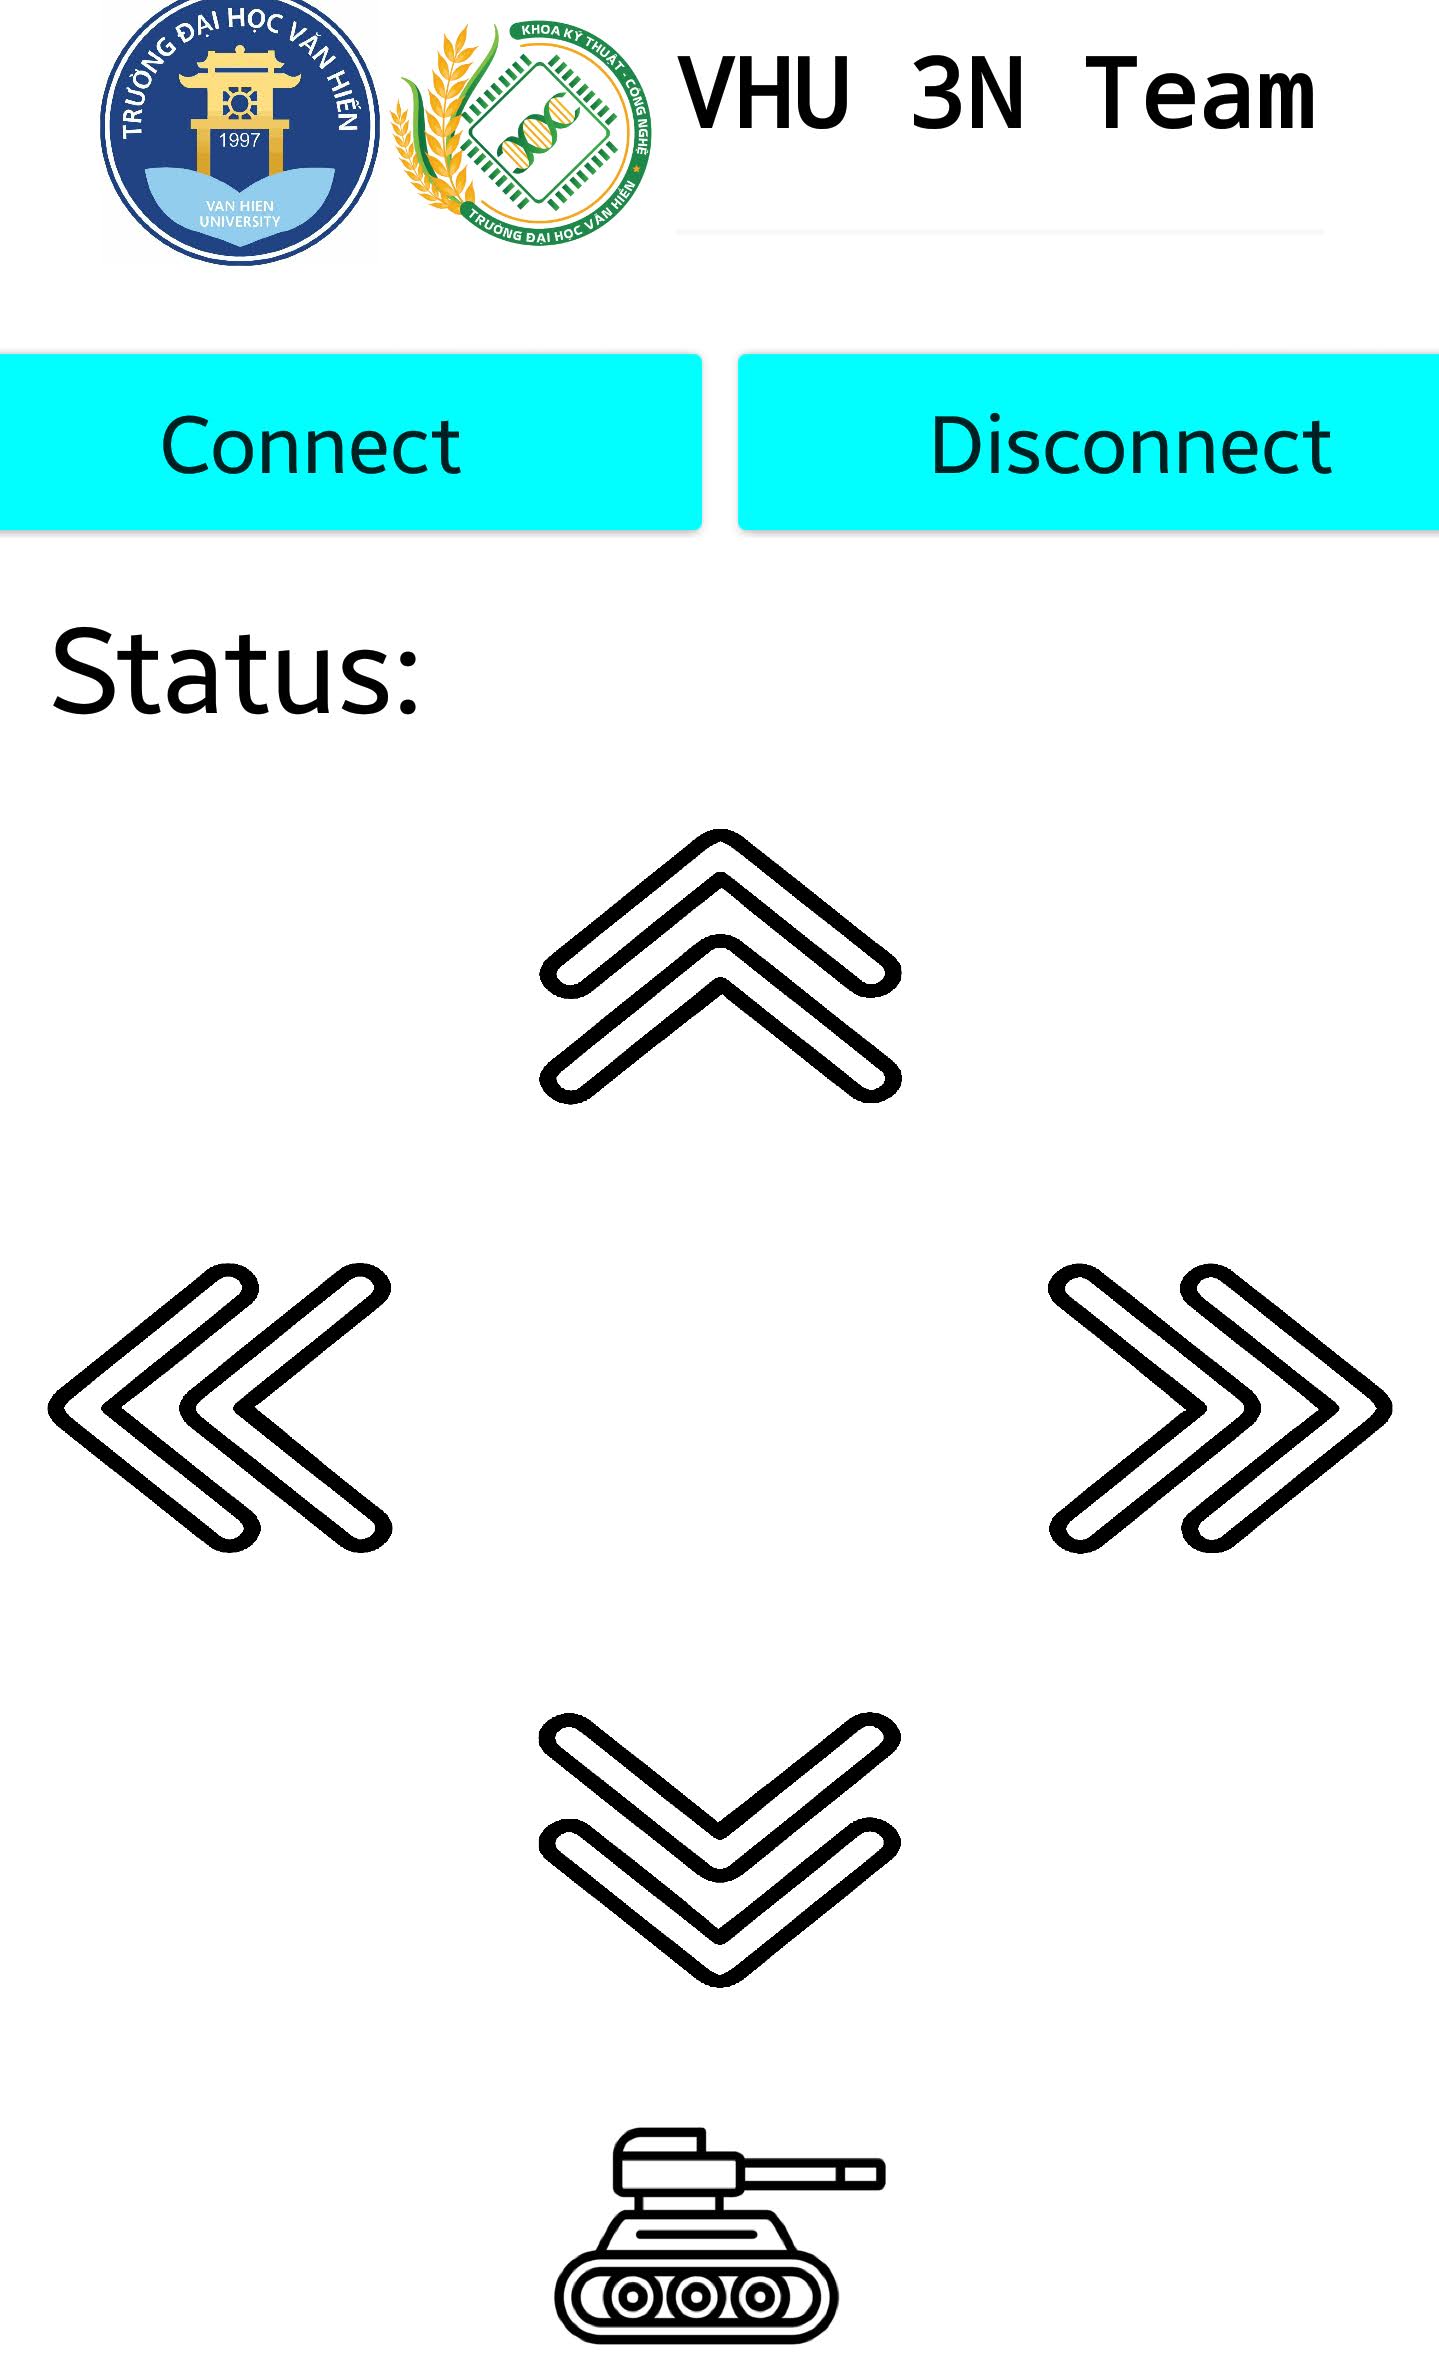 TRƯỜNG ĐẠI HỌC VĂN HIẾN
1997
VAN HIEN
UNIVERSITY
KHOA KỸ THUẬT - CÔNG NGHỆ
TRƯỜNG ĐẠI HỌC VĂN HIẾN
VHU 3N Team
Connect
Disconnect
Status: